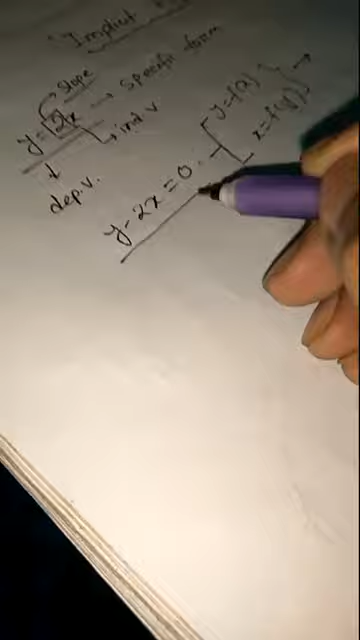 Implicit
slope
y = 2x → specific form
ind v
dep. v.
y - 2x = 0 → [ y = f(x)
x = f(y) } →